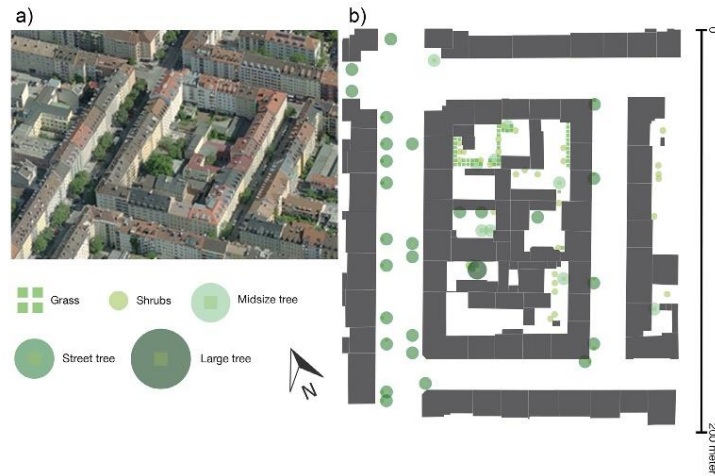 a)
b)
0
Grass
Shrubs
Midsize tree
Street tree
Large tree
N
200 meter